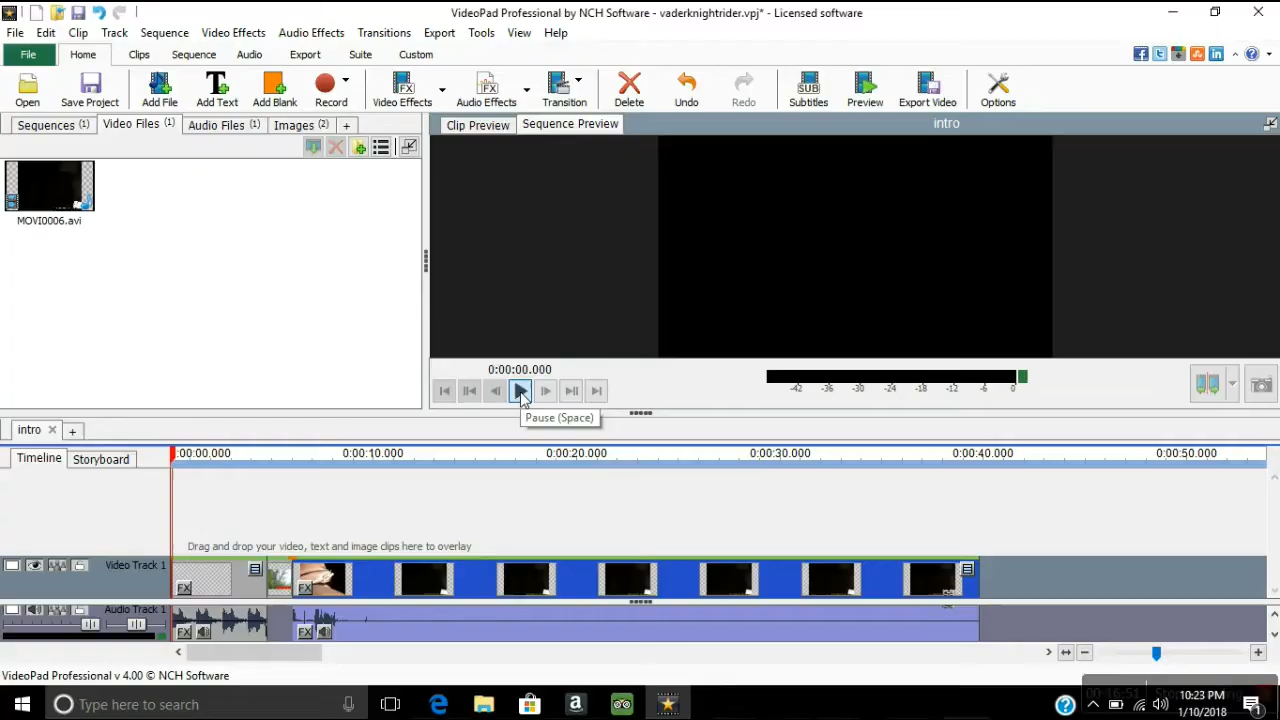 VideoPad Professional by NCH Software - vaderknightrider.vpj* - Licensed software
File Edit Clip Track Sequence Video Effects Audio Effects Transitions Export Tools View Help
File Home Clips Sequence Audio Export Suite Custom
Open Save Project Add File Add Text Add Blank Record Video Effects Audio Effects Transition Delete Undo Redo Subtitles Preview Export Video Options
Sequences (1) Video Files (1) Audio Files (1) Images (2) +
Clip Preview Sequence Preview intro
MOVI0006.avi
0:00:00.000
-42 -36 -30 -24 -18 -12 -6 0
Pause (Space)
intro
Timeline Storyboard
:00:00,000 0:00:10.000 0:00:20.000 0:00:30.000 0:00:40.000 0:00:50.000
Drag and drop your video, text and image clips here to overlay
Video Track 1
FX FX
Audio Track 1
FX FX
VideoPad Professional v 4.00 © NCH Software
Type here to search
00:16:51
10:23 PM
1/10/2018